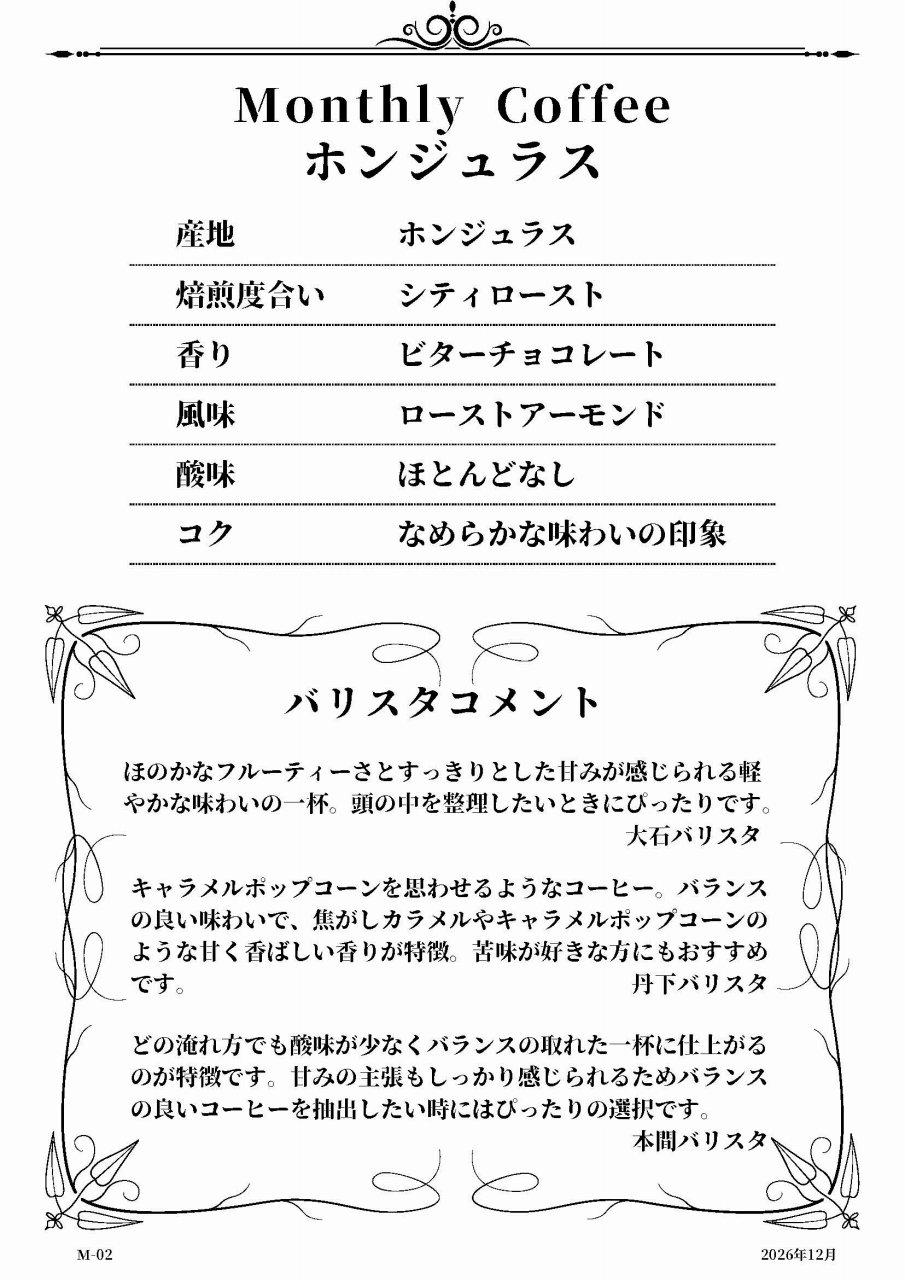 Monthly Coffee
ホンジュラス
産地 ホンジュラス
焙煎度合い シティロースト
香り ビターチョコレート
風味 ローストアーモンド
酸味 ほとんどなし
コク なめらかな味わいの印象
バリスタコメント
ほのかなフルーティーさとすっきりとした甘みが感じられる軽
やかな味わいの一杯。頭の中を整理したいときにぴったりです。
大石バリスタ
キャラメルポップコーンを思わせるようなコーヒー。バランス
の良い味わいで、焦がしカラメルやキャラメルポップコーンの
ような甘く香ばしい香りが特徴。苦味が好きな方にもおすすめ
です。 丹下バリスタ
どの淹れ方でも酸味が少なくバランスの取れた一杯に仕上がる
のが特徴です。甘みの主張もしっかり感じられるためバランス
の良いコーヒーを抽出したい時にはぴったりの選択です。
本間バリスタ
M-02 2026年12月